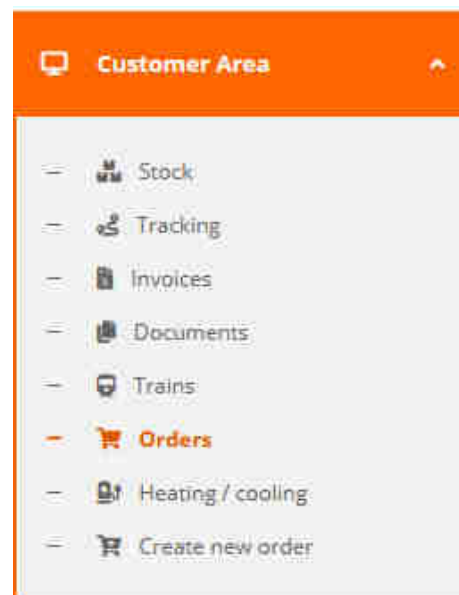 Customer Area
Stock
Tracking
Invoices
Documents
Trains
Orders
Heating / cooling
Create new order